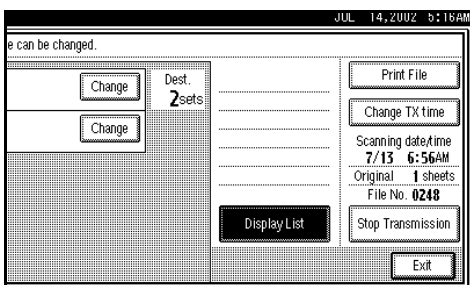 JUL 14,2002 5:16AM
e can be changed.
Change
Dest.
2sets
Change
Display List
Print File
Change TX time
Scanning date/time
7/13 6:56AM
Original 1 sheets
File No. 0248
Stop Transmission
Exit